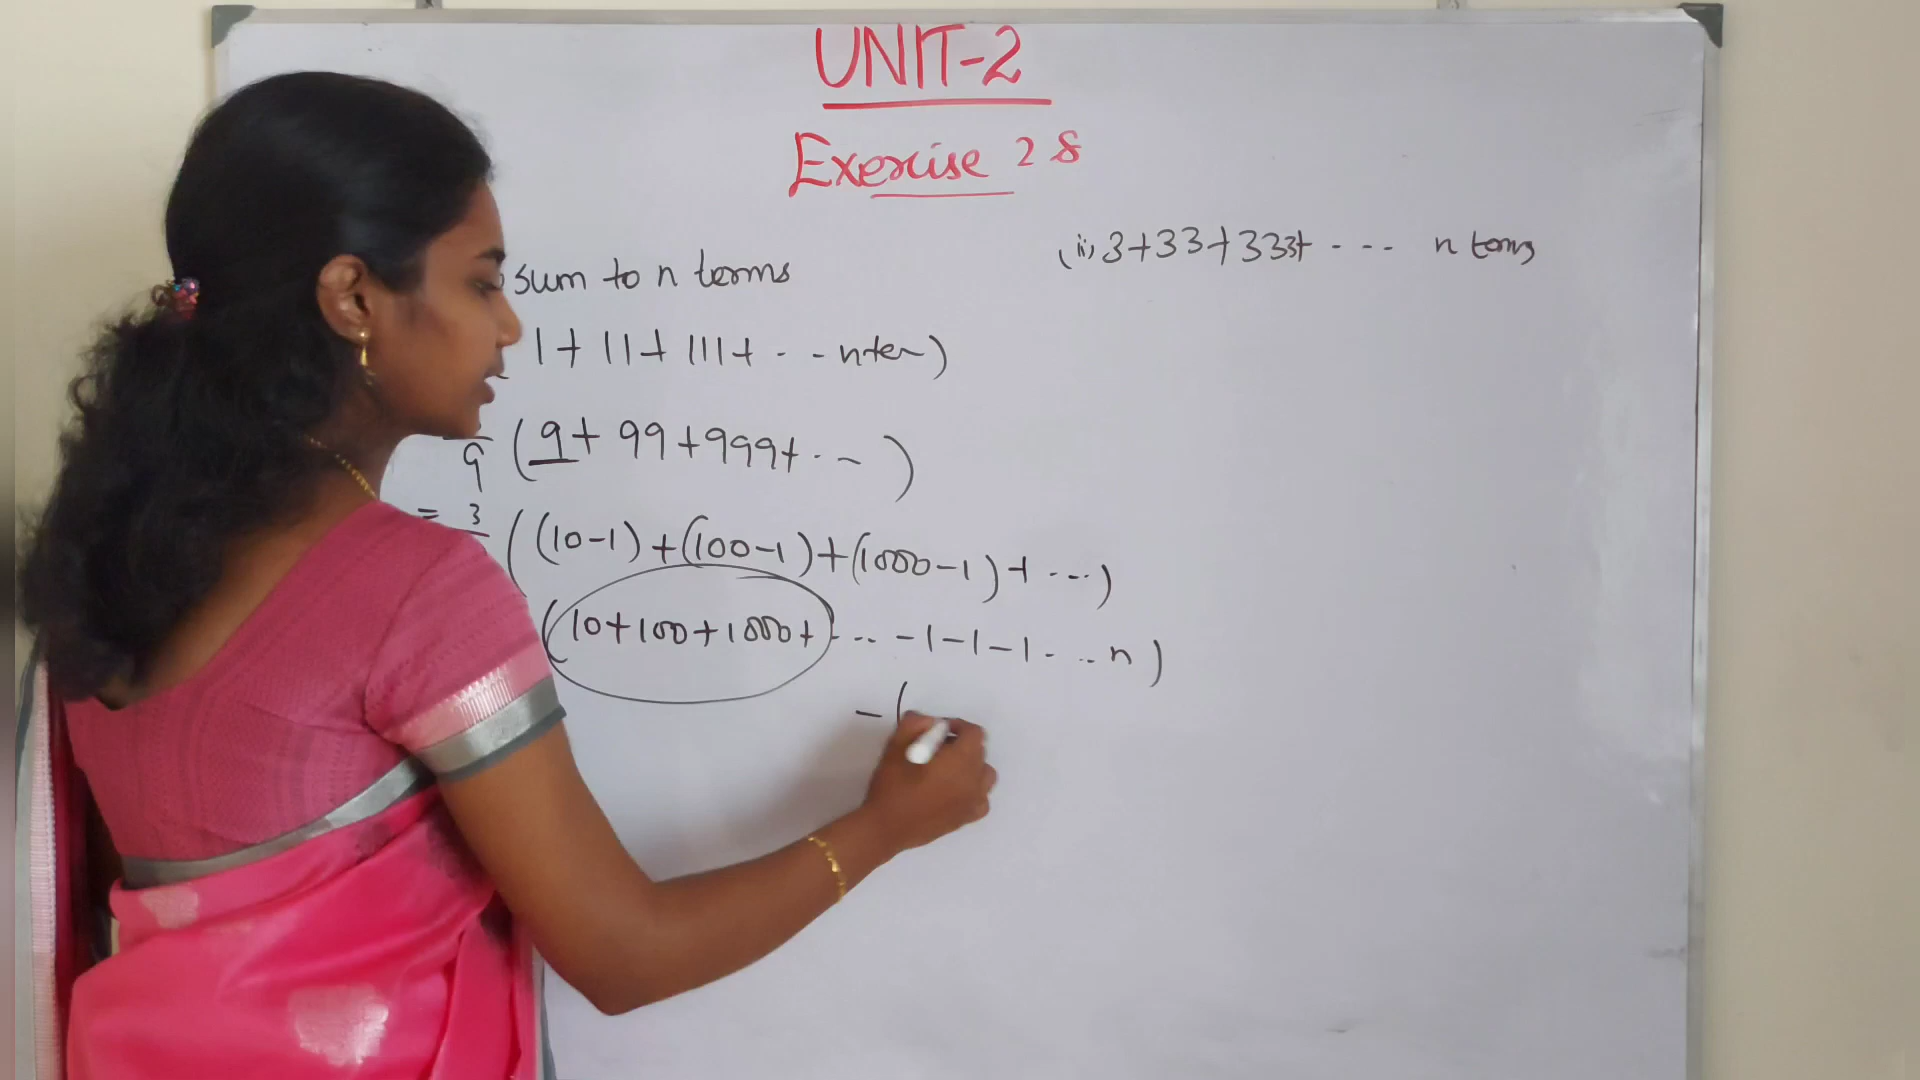 UNIT-2
Exercise 2 8
(ii) 3+33+333+ - - - n terms
sum to n terms
1 + 11 + 111 + - - - n ter )
9 ( 9 + 99 + 999 + . . - )
= 3 ( (10-1) + (100-1) + (1000-1) + ... )
( 10+100+1000+ ... -1-1-1- ... n )
- (